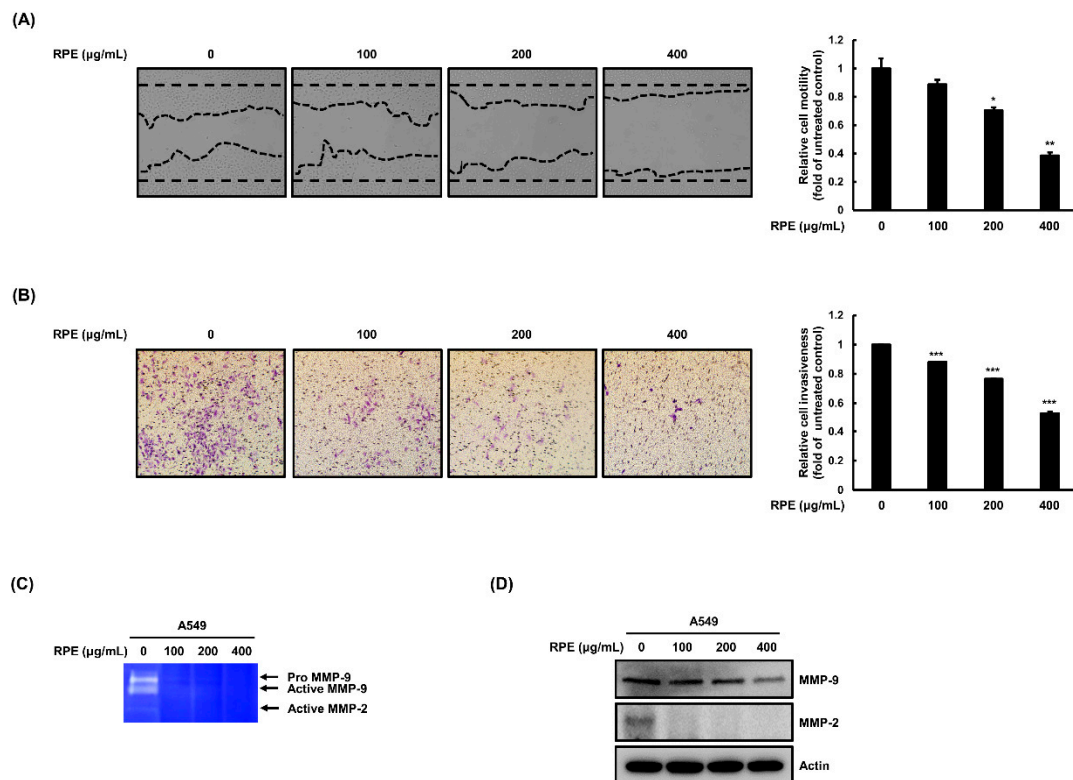 (A)
RPE (µg/mL) 0 100 200 400
Relative cell motility
(fold of untreated control)
1.2
1
0.8
0.6
0.4
0.2
0
*
**
RPE (µg/mL) 0 100 200 400
(B)
RPE (µg/mL) 0 100 200 400
Relative cell invasiveness
(fold of untreated control)
1.2
1
0.8
0.6
0.4
0.2
0
***
***
***
RPE (µg/mL) 0 100 200 400
(C)
A549
RPE (µg/mL) 0 100 200 400
Pro MMP-9
Active MMP-9
Active MMP-2
(D)
A549
RPE (µg/mL) 0 100 200 400
MMP-9
MMP-2
Actin